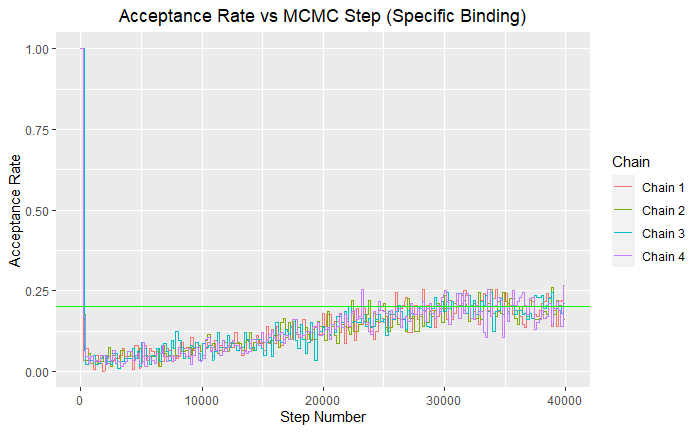 Acceptance Rate vs MCMC Step (Specific Binding)
1.00
0.75
0.50
0.25
0.00
Acceptance Rate
0
10000
20000
30000
40000
Step Number
Chain
Chain 1
Chain 2
Chain 3
Chain 4